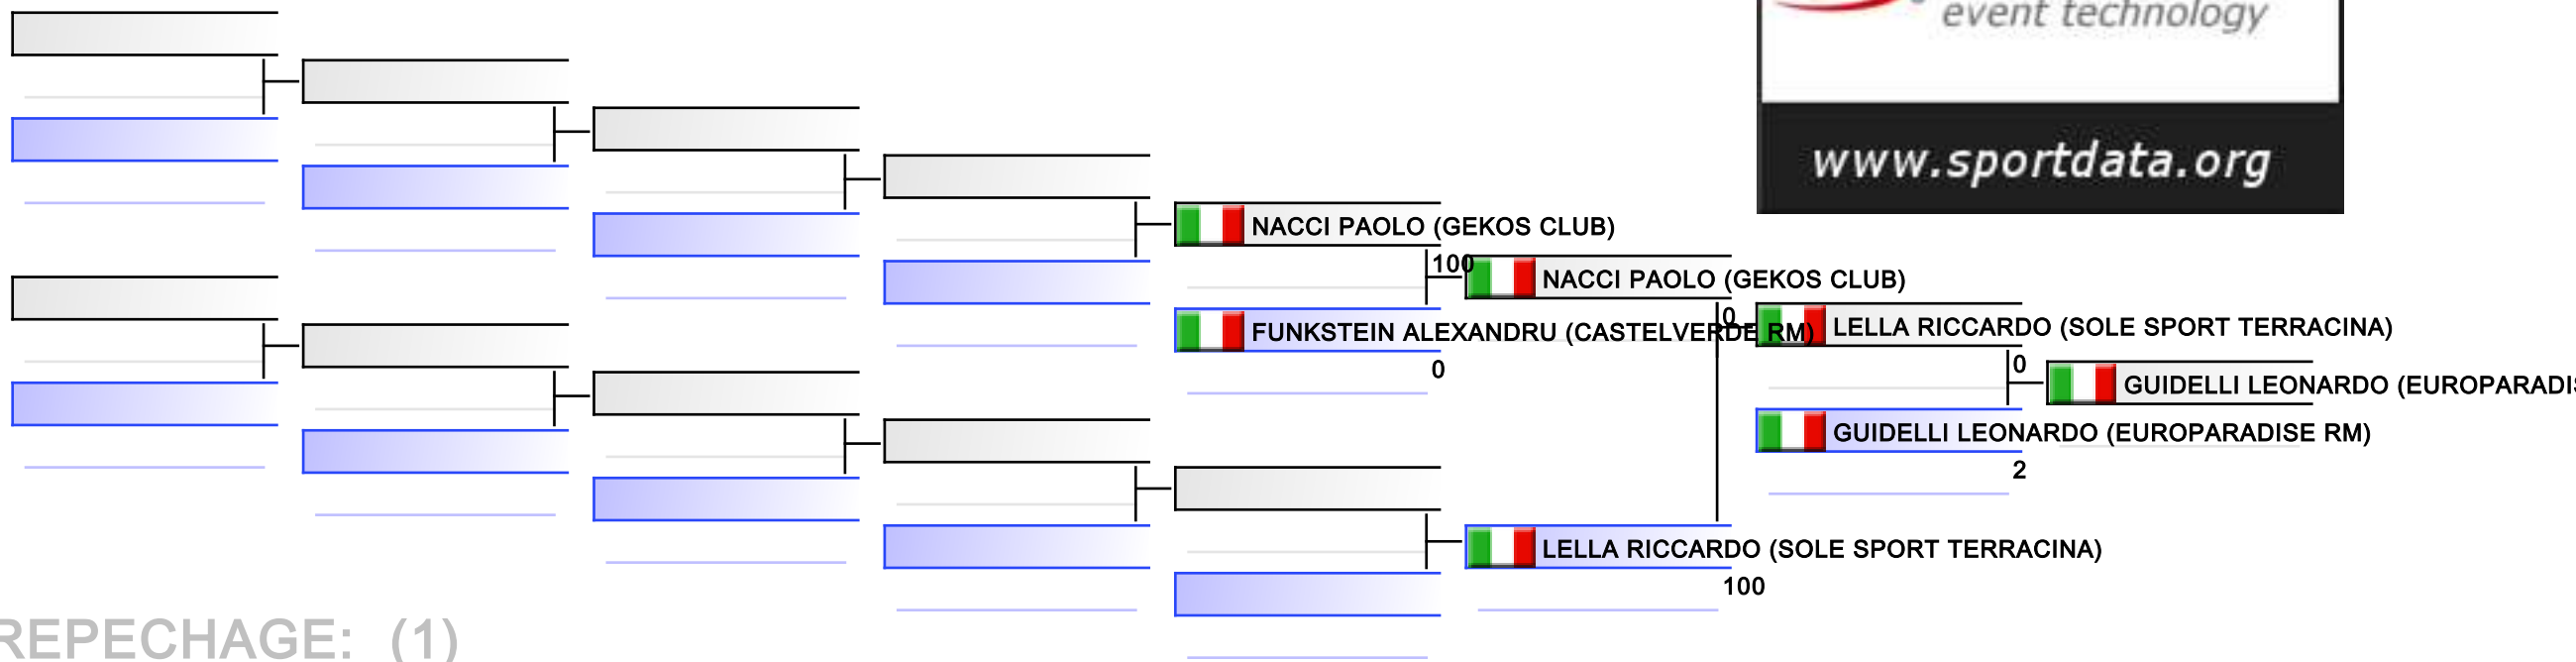 event technology
www.sportdata.org
NACCI PAOLO (GEKOS CLUB)
100
NACCI PAOLO (GEKOS CLUB)
FUNKSTEIN ALEXANDRU (CASTELVERDE RM)
0
0
LELLA RICCARDO (SOLE SPORT TERRACINA)
0
GUIDELLI LEONARDO (EUROPARADIS
GUIDELLI LEONARDO (EUROPARADISE RM)
2
LELLA RICCARDO (SOLE SPORT TERRACINA)
100
REPECHAGE: (1)